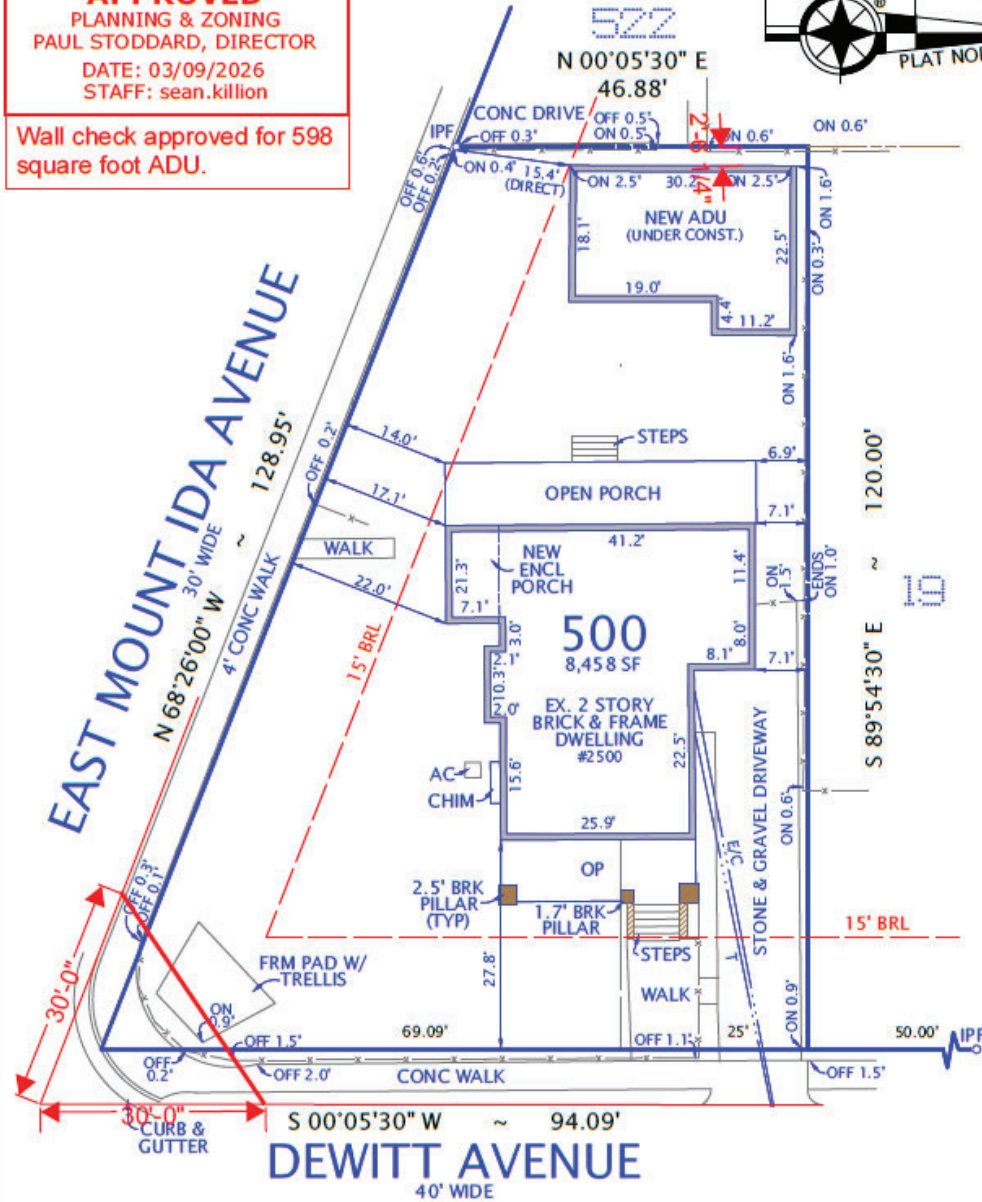 APPROVED
PLANNING & ZONING
PAUL STODDARD, DIRECTOR
DATE: 03/09/2026
STAFF: sean.killion
Wall check approved for 598
square foot ADU.
522
N 00°05'30" E
46.88'
®
CONC DRIVE
IPF
OFF 0.3'
OFF 0.5'
ON 0.5'
ON 0.6'
ON 0.6'
OFF 0.6'
OFF 0.2'
ON 0.4'
15.4'
(DIRECT)
ON 2.5'
ON 2.5'
2'-6 1/4"
ON 1.6'
NEW ADU
(UNDER CONST.)
18.1'
22.5'
ON 0.3'
19.0'
4.4'
11.2'
ON 1.6'
EAST MOUNT IDA AVENUE
30' WIDE
N 68°26'00" W ~ 128.95'
4' CONC WALK
OFF 0.2'
15' BRL
14.0'
STEPS
6.9'
OPEN PORCH
17.1'
7.1'
41.2'
WALK
NEW
ENCL
PORCH
21.3'
11.4'
22.0'
7.1'
ON
1.5'
ENDS
ON 1.0'
120.00'
~
S 89°54'30" E
19
500
8,458 SF
3.0'
2.1'
10.3'
2.0'
8.0'
8.1'
7.1'
EX. 2 STORY
BRICK & FRAME
DWELLING
#2500
22.5'
15.6'
AC
CHIM
25.9'
STONE & GRAVEL DRIVEWAY
ON 0.6'
E/C
T
OP
2.5' BRK
PILLAR
(TYP)
1.7' BRK
PILLAR
STEPS
15' BRL
27.8'
WALK
OFF 0.3'
OFF 0.1'
30'-0"
FRM PAD W/
TRELLIS
ON
0.9'
ON 0.9'
69.09'
25'
50.00'
IPF
OFF 1.5'
OFF 1.1'
OFF
0.2'
OFF 2.0'
CONC WALK
OFF 1.5'
30'-0"
CURB &
GUTTER
S 00°05'30" W ~ 94.09'
DEWITT AVENUE
40' WIDE